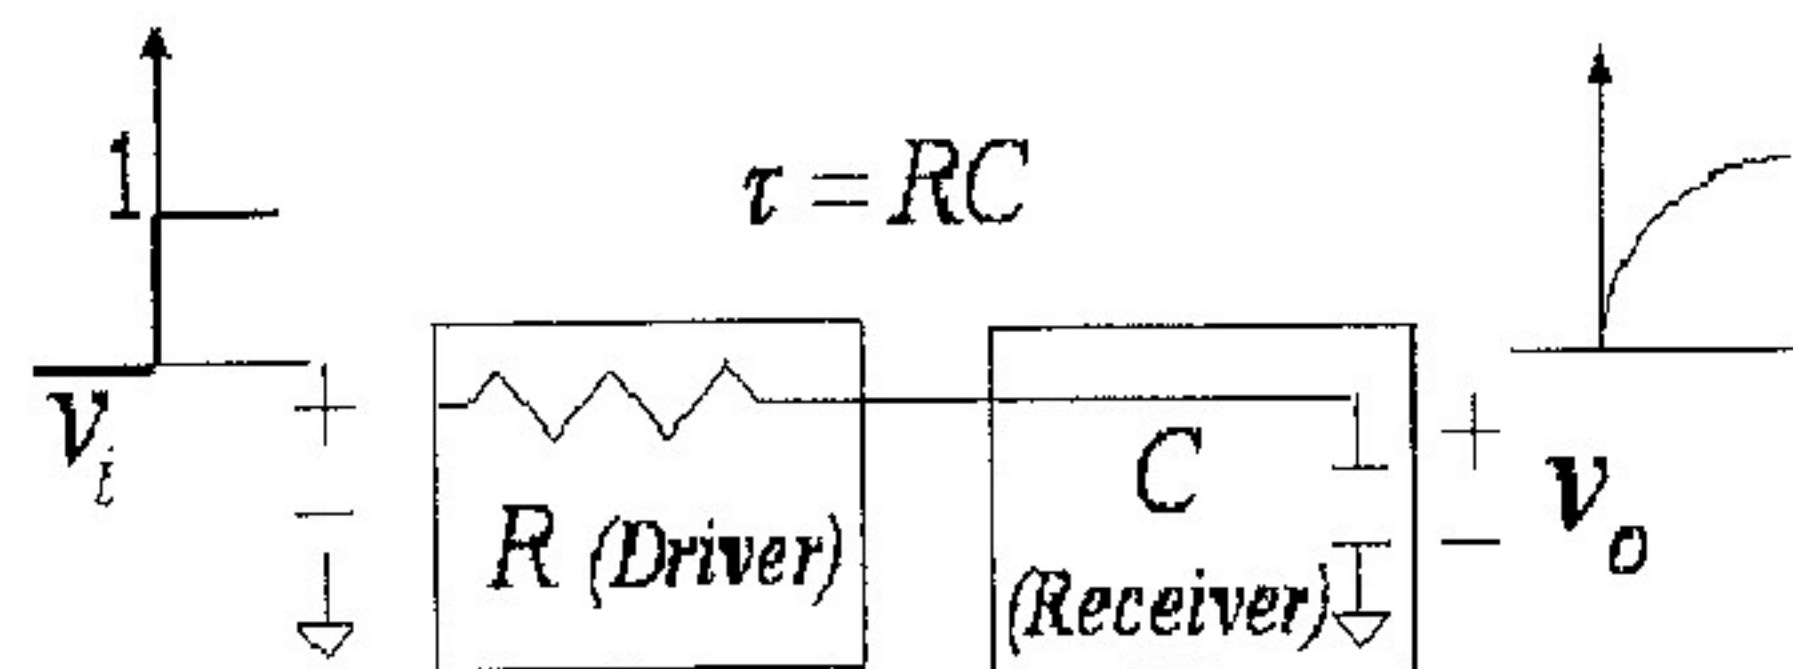 1
τ = RC
v_i
+
−
R (Driver)
C
(Receiver)
+
−
v_o